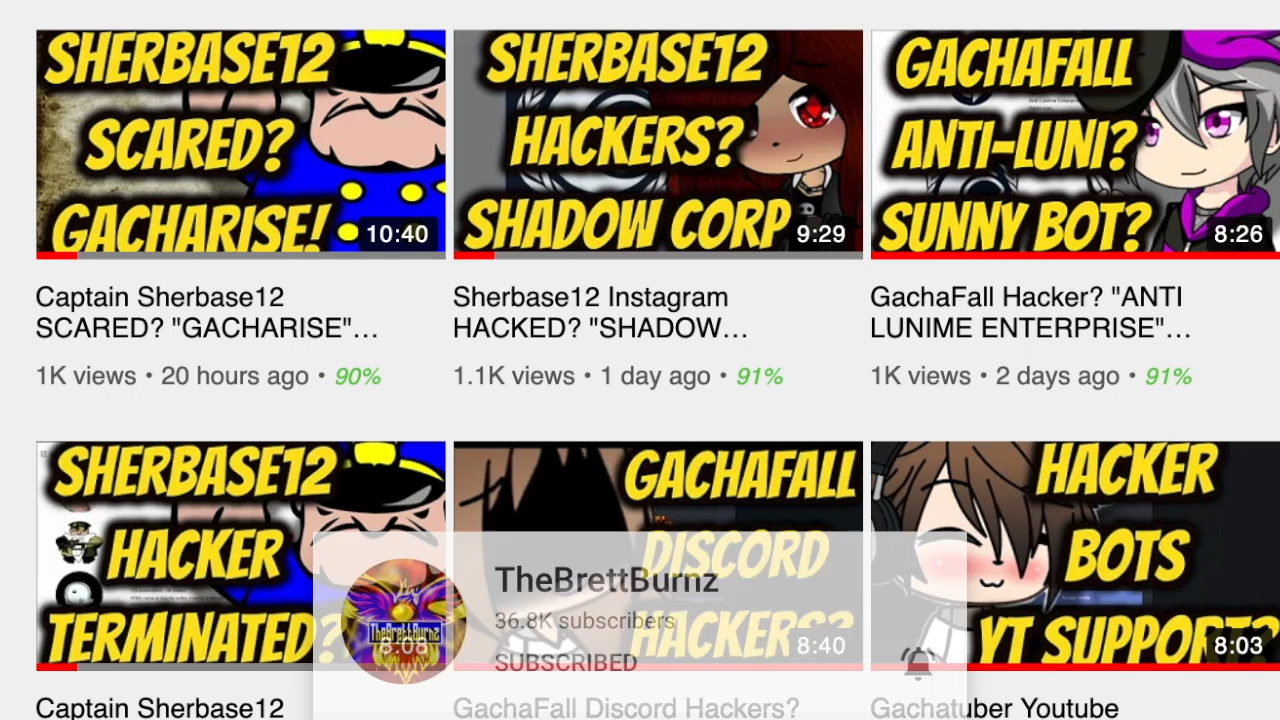 SHERBASE12
SCARED?
GACHARISE!
10:40
SHERBASE12
HACKERS?
SHADOW CORP
9:29
GACHAFALL
ANTI-LUNI?
SUNNY BOT?
8:26
Captain Sherbase12
SCARED? "GACHARISE"…
1K views • 20 hours ago • 90%
Sherbase12 Instagram
HACKED? "SHADOW…
1.1K views • 1 day ago • 91%
GachaFall Hacker? "ANTI
LUNIME ENTERPRISE"…
1K views • 2 days ago • 91%
SHERBASE12
HACKER
TERMINATED?
8:08
GACHAFALL
DISCORD
HACKERS?
8:40
HACKER
BOTS
YT SUPPORT?
8:03
TheBrettBurnz
TheBrettBurnz
36.8K subscribers
SUBSCRIBED
Captain Sherbase12
GachaFall Discord Hackers?
Gachatuber Youtube